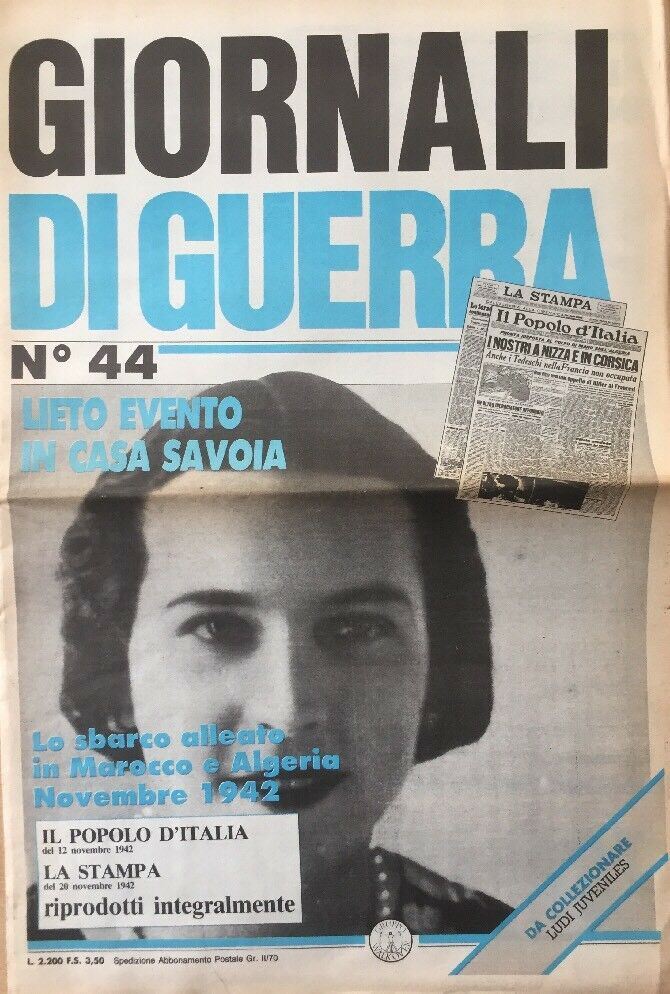 GIORNALI
DI GUERRA
N° 44
LA STAMPA
Il Popolo d'Italia
I NOSTRI A NIZZA E IN CORSICA
Anche i Tedeschi nella Francia non occupata
LIETO EVENTO
IN CASA SAVOIA
Lo sbarco alleato
in Marocco e Algeria
Novembre 1942
IL POPOLO D'ITALIA
del 12 novembre 1942
LA STAMPA
del 20 novembre 1942
riprodotti integralmente
DA COLLEZIONARE
LUDI JUVENILES
GRUPPO
WALKOVER
L. 2.200 F.S. 3,50 Spedizione Abbonamento Postale Gr. II/70